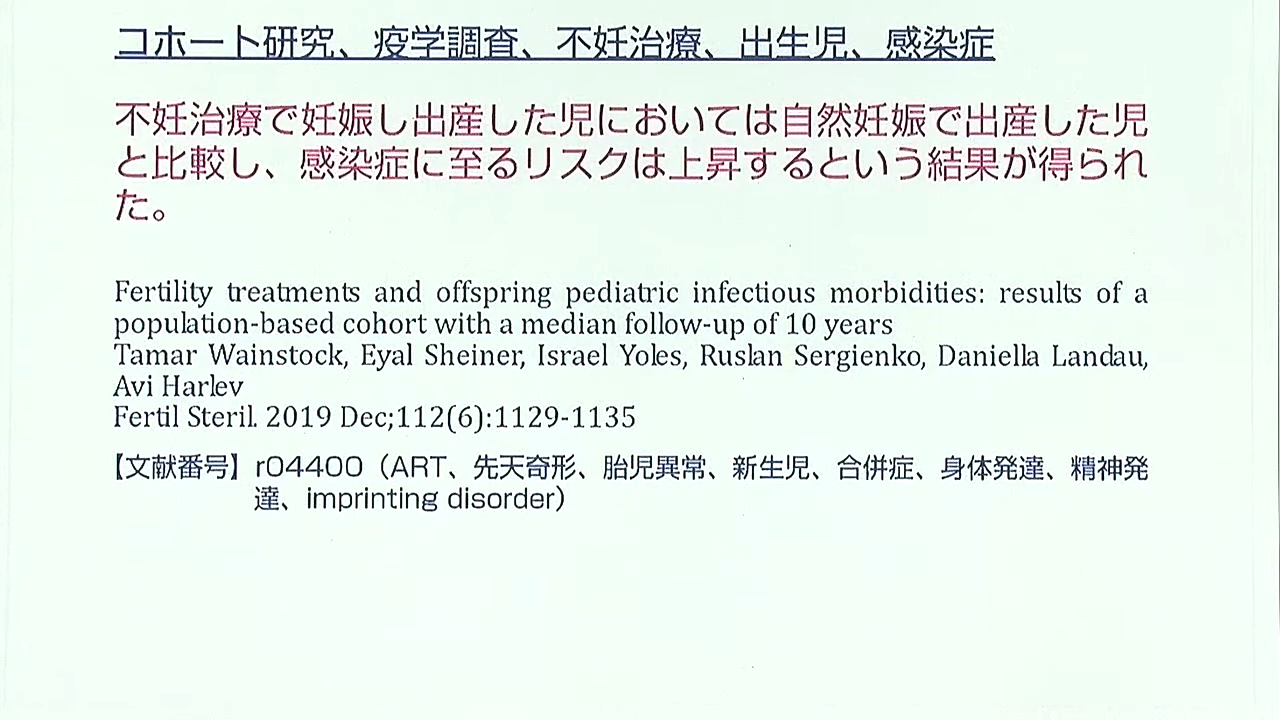 コホート研究、疫学調査、不妊治療、出生児、感染症
不妊治療で妊娠し出産した児においては自然妊娠で出産した児
と比較し、感染症に至るリスクは上昇するという結果が得られ
た。
Fertility treatments and offspring pediatric infectious morbidities: results of a
population-based cohort with a median follow-up of 10 years
Tamar Wainstock, Eyal Sheiner, Israel Yoles, Ruslan Sergienko, Daniella Landau,
Avi Harlev
Fertil Steril. 2019 Dec;112(6):1129-1135
【文献番号】r04400（ART、先天奇形、胎児異常、新生児、合併症、身体発達、精神発
達、imprinting disorder）